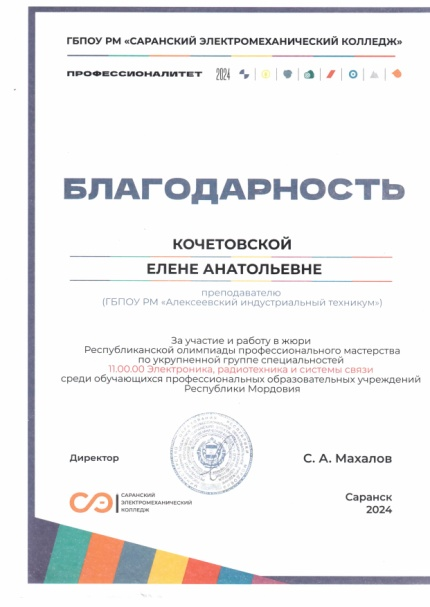 ГБПОУ РМ «САРАНСКИЙ ЭЛЕКТРОМЕХАНИЧЕСКИЙ КОЛЛЕДЖ»
ПРОФЕССИОНАЛИТЕТ 2024
БЛАГОДАРНОСТЬ
КОЧЕТОВСКОЙ
ЕЛЕНЕ АНАТОЛЬЕВНЕ
преподавателю
(ГБПОУ РМ «Алексеевский индустриальный техникум»)
За участие и работу в жюри
Республиканской олимпиады профессионального мастерства
по укрупненной группе специальностей
11.00.00 Электроника, радиотехника и системы связи
среди обучающихся профессиональных образовательных учреждений
Республики Мордовия
Директор
С. А. Махалов
СЭ САРАНСКИЙ
ЭЛЕКТРОМЕХАНИЧЕСКИЙ
КОЛЛЕДЖ
Саранск
2024